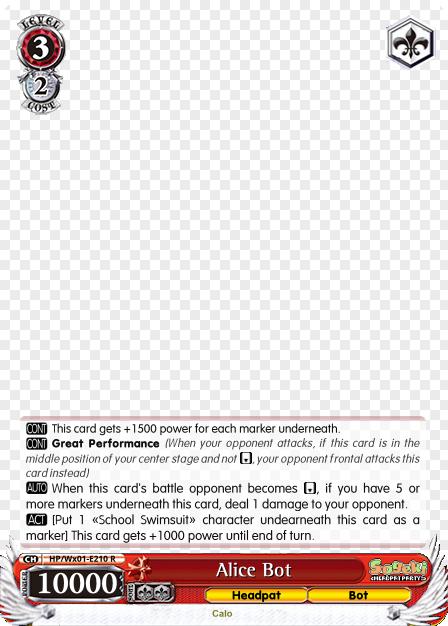 LEVEL
3
2
COST
CONT This card gets +1500 power for each marker underneath.
CONT Great Performance (When your opponent attacks, if this card is in the
middle position of your center stage and not [ ], your opponent frontal attacks this
card instead)
AUTO When this card's battle opponent becomes [ ], if you have 5 or
more markers underneath this card, deal 1 damage to your opponent.
ACT [Put 1 «School Swimsuit» character undearneath this card as a
marker] This card gets +1000 power until end of turn.
CH HP/Wx01-E210 R
POWER 10000 SOUL Alice Bot
HEADPATPARTY
Headpat Bot
Calo